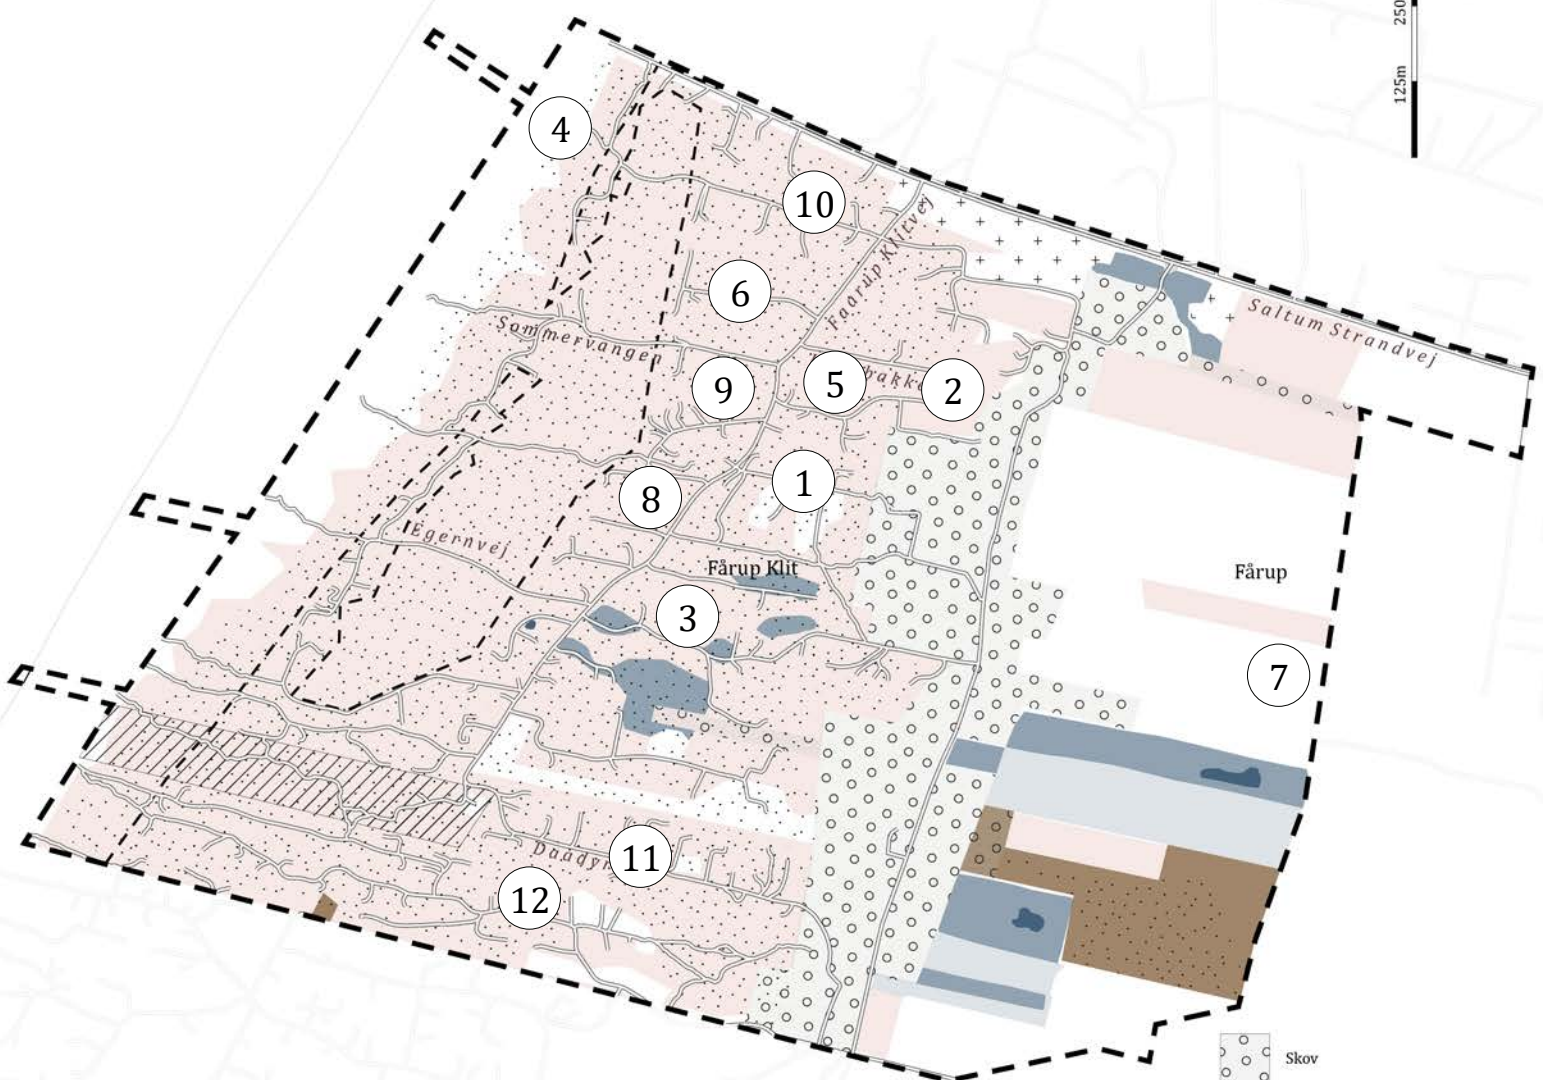 250
125m
4
10
Faarup Klitvej
6
Saltum Strandvej
Sommervangen
9
5
2
1
8
Egernvej
Fårup Klit
Fårup
3
7
11
12
Skov